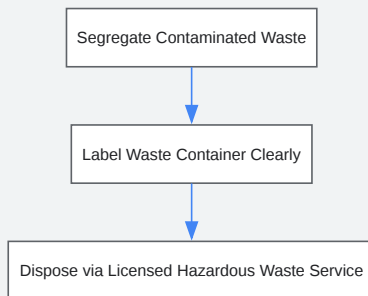 Segregate Contaminated Waste
Label Waste Container Clearly
Dispose via Licensed Hazardous Waste Service